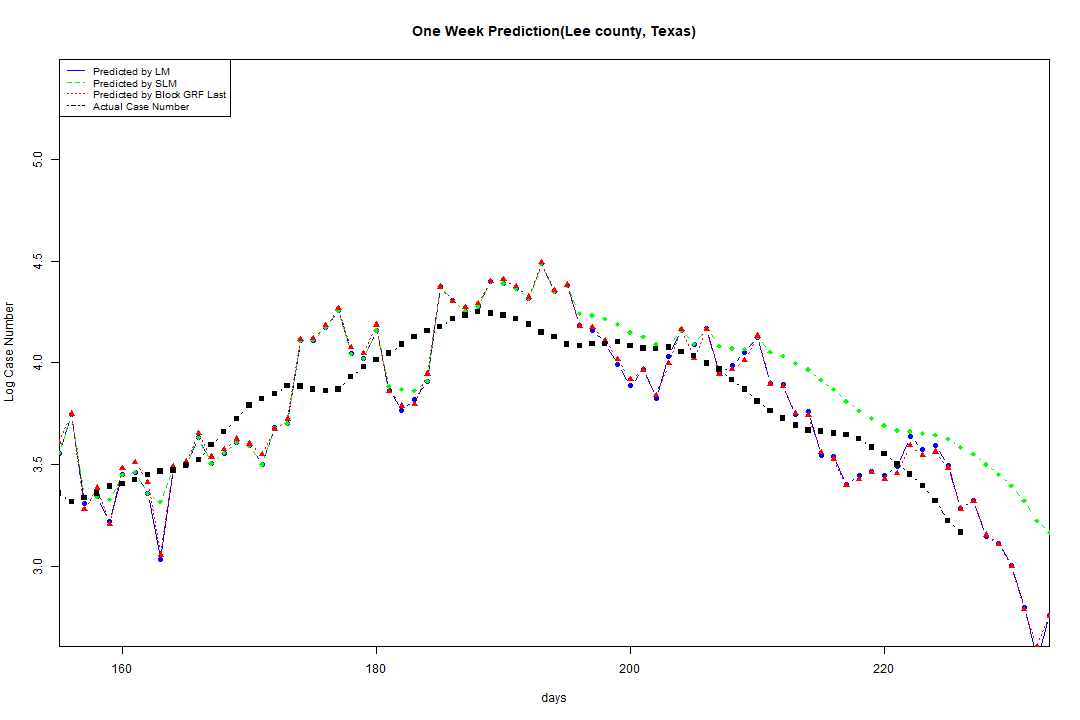 One Week Prediction(Lee county, Texas)
Predicted by LM
Predicted by SLM
Predicted by Block GRF Last
Actual Case Number
Log Case Number
5.0
4.5
4.0
3.5
3.0
160 180 200 220
days